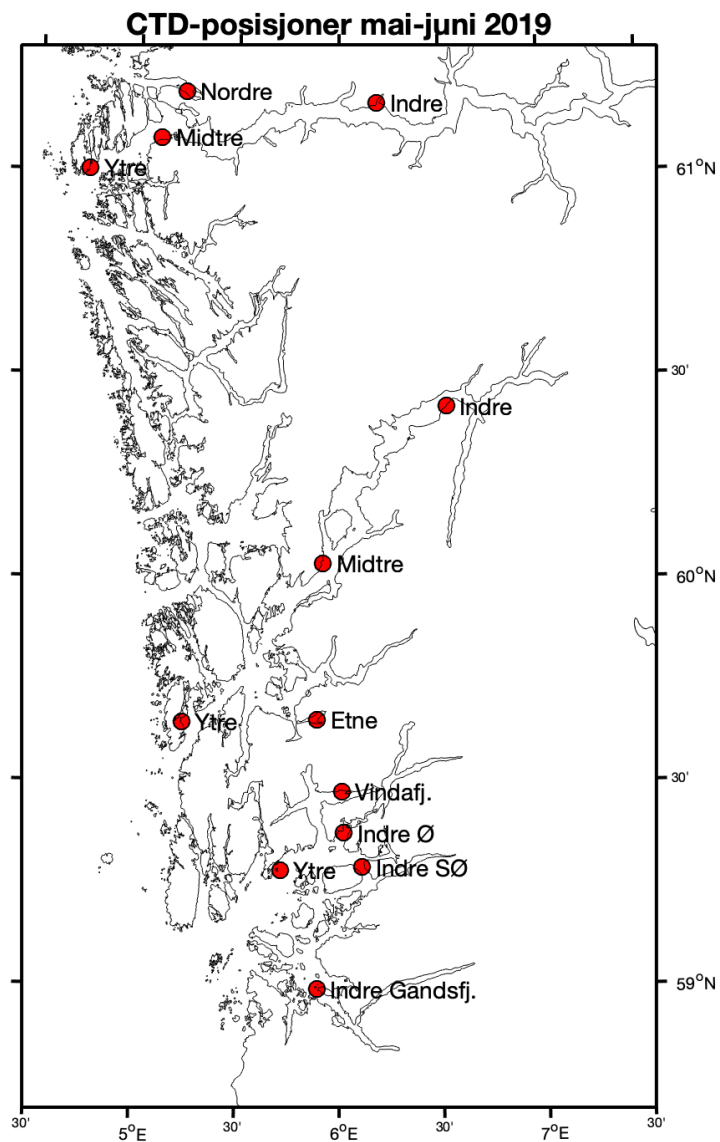 CTD-posisjoner mai-juni 2019
Nordre
Indre
Midtre
Ytre
61°N
30'
Indre
Midtre
60°N
Ytre
Etne
30'
Vindafj.
Indre Ø
Ytre
Indre SØ
Indre Gandsfj.
59°N
30'
5°E
30'
6°E
30'
7°E
30'